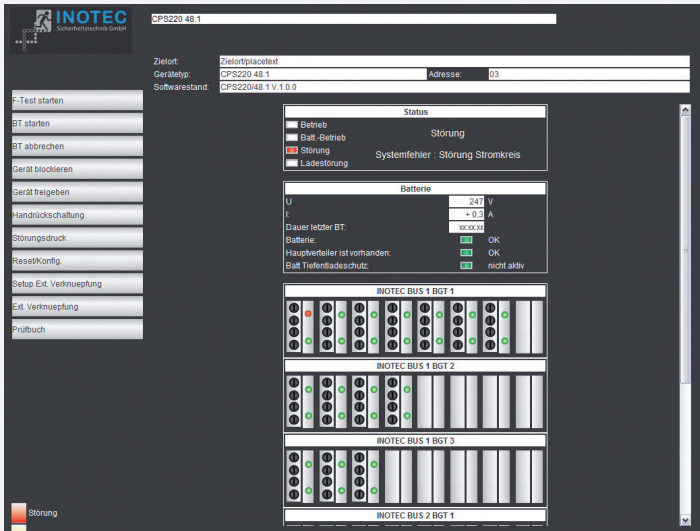 INOTEC
Sicherheitstechnik GmbH
CPS220 48.1
Zielort: Zielort/placetext
Gerätetyp: CPS220 48.1 Adresse: 03
Softwarestand: CPS220/48.1 V.1.0.0
F-Test starten
BT starten
BT abbrechen
Gerät blockieren
Gerät freigeben
Handrückschaltung
Störungsdruck
Reset/Konfig.
Setup Ext. Verknuepfung
Ext. Verknuepfung
Prüfbuch
Status
Betrieb
Batt.-Betrieb
Störung
Ladestörung
Störung
Systemfehler : Störung Stromkreis
Batterie
U 247 V
I: + 0,3 A
Dauer letzter BT: xx:xx:xx
Batterie: OK
Hauptverteiler ist vorhanden: OK
Batt Tiefentladeschutz: nicht aktiv
INOTEC BUS 1 BGT 1
INOTEC BUS 1 BGT 2
INOTEC BUS 1 BGT 3
INOTEC BUS 2 BGT 1
Störung